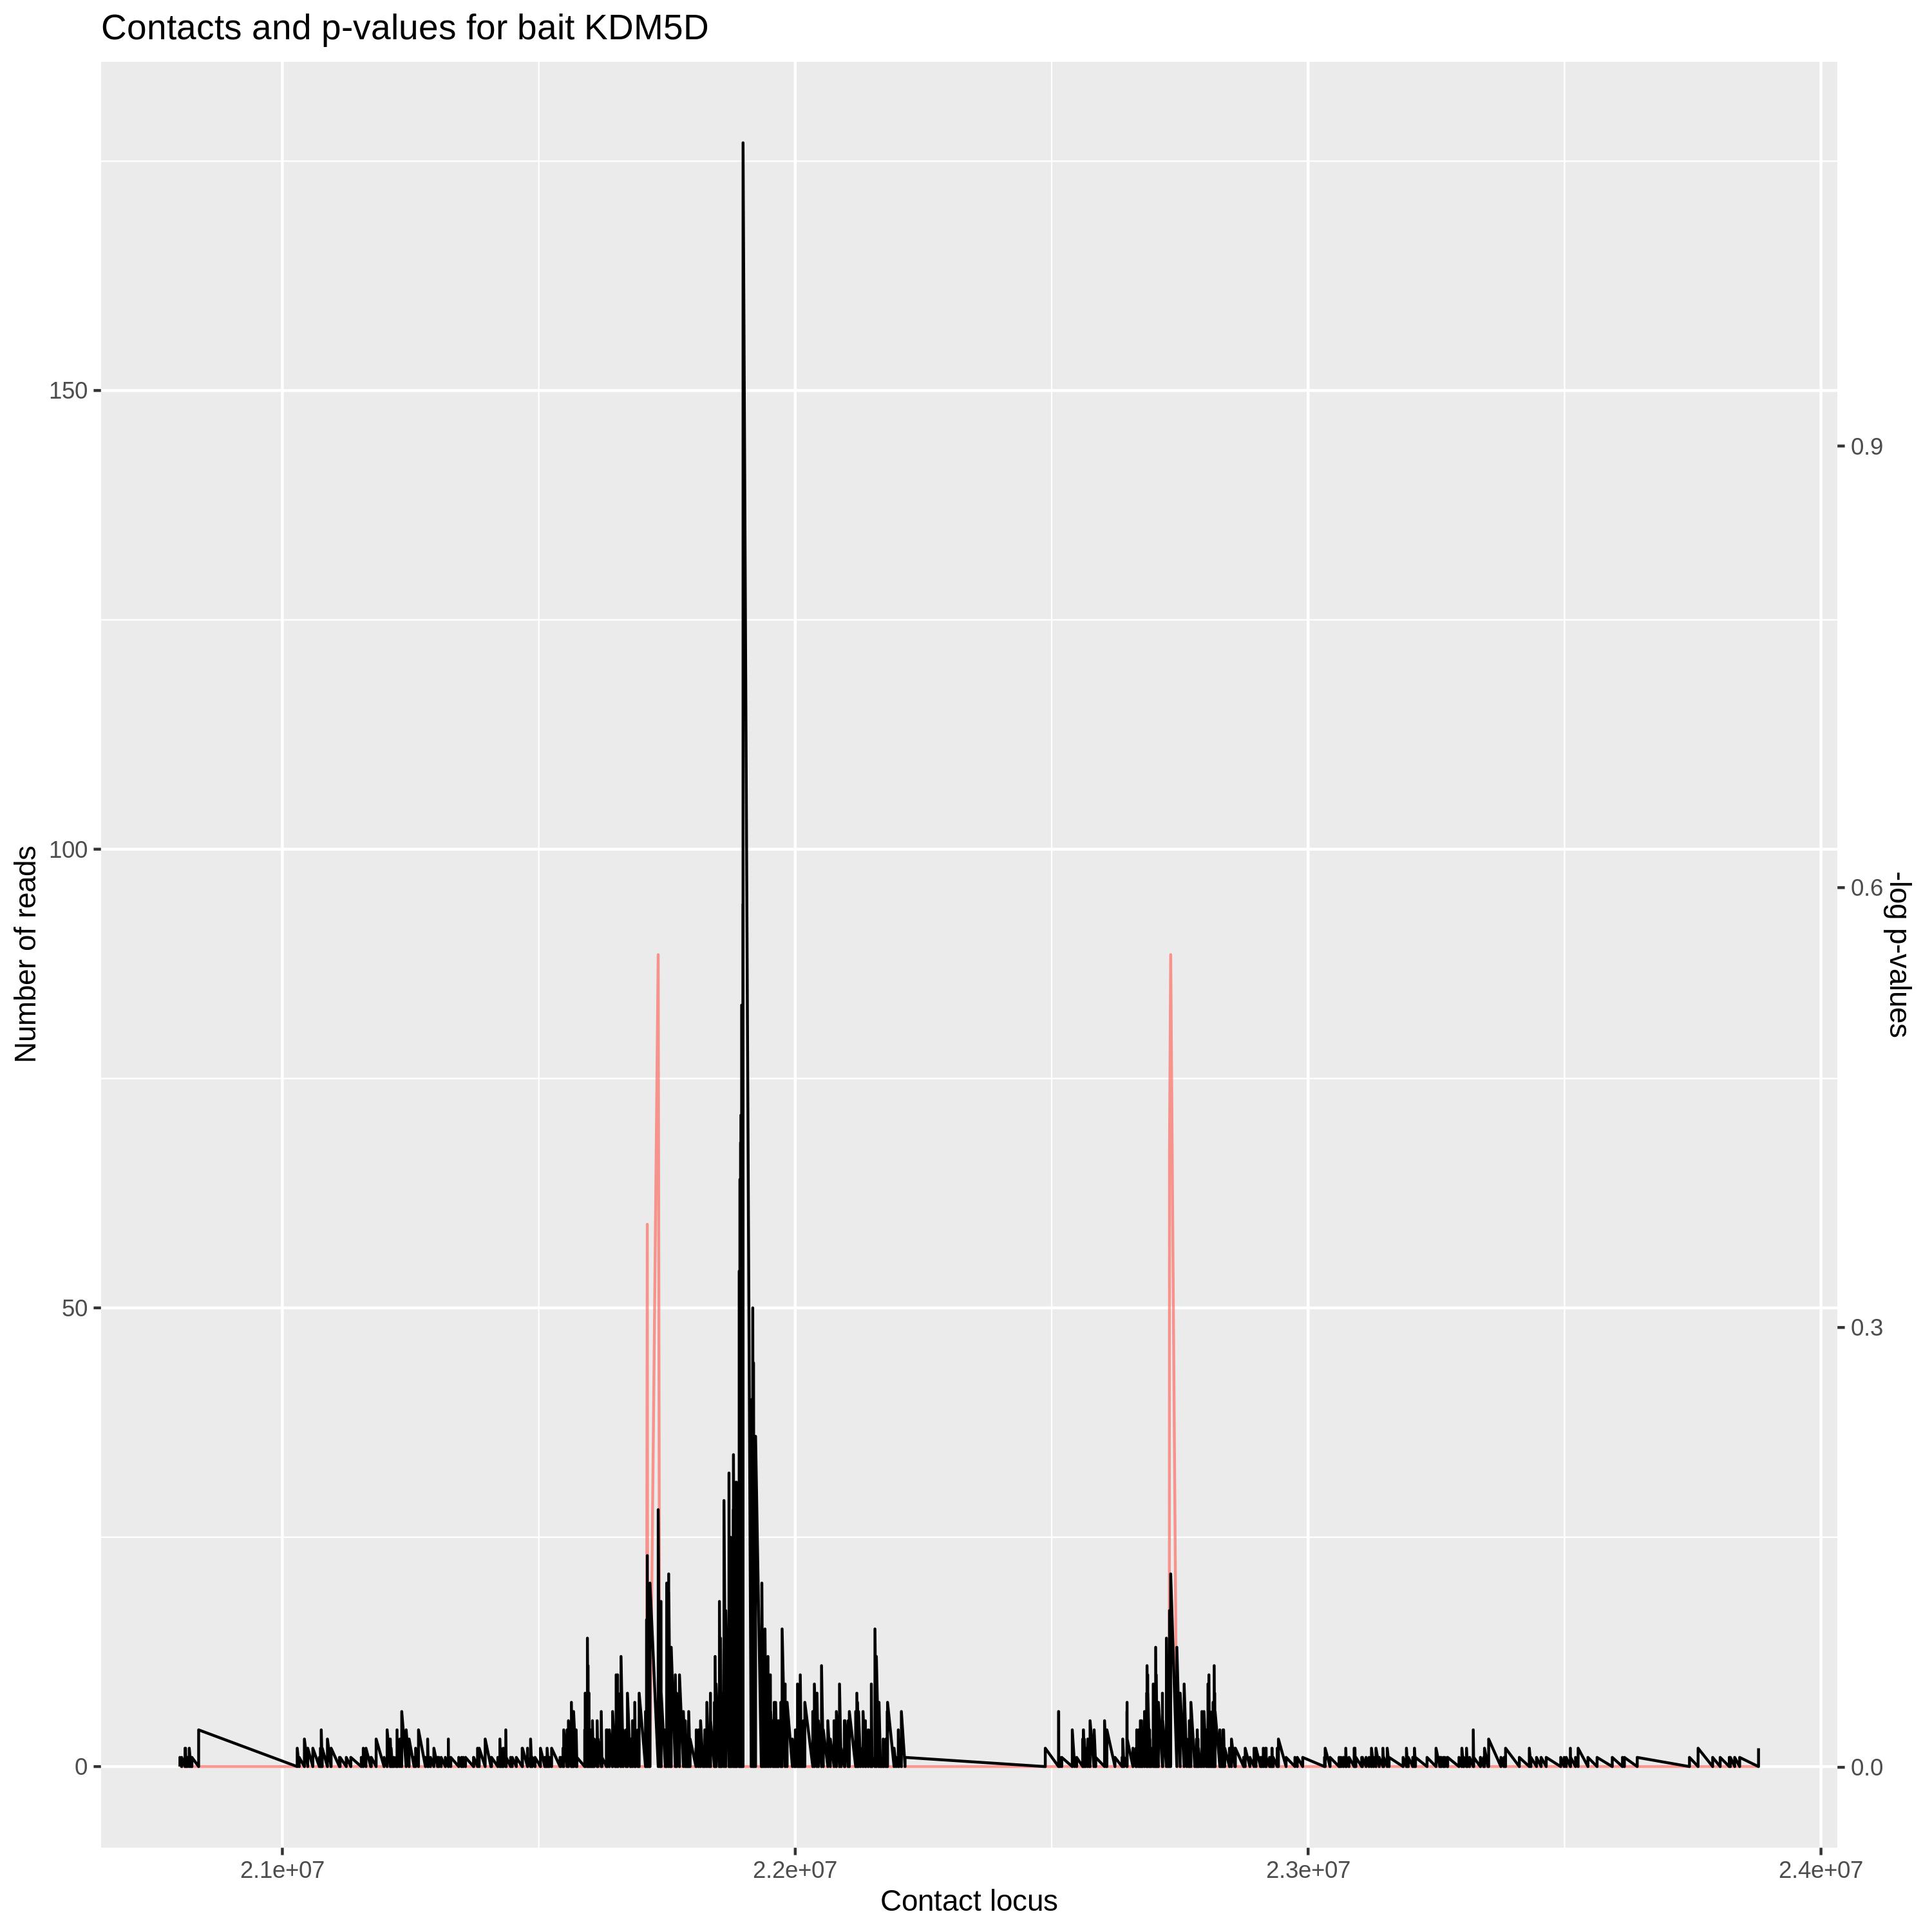 Contacts and p-values for bait KDM5D
150
100
50
0
Number of reads
0.9
0.6
0.3
0.0
-log p-values
2.1e+07
2.2e+07
2.3e+07
2.4e+07
Contact locus